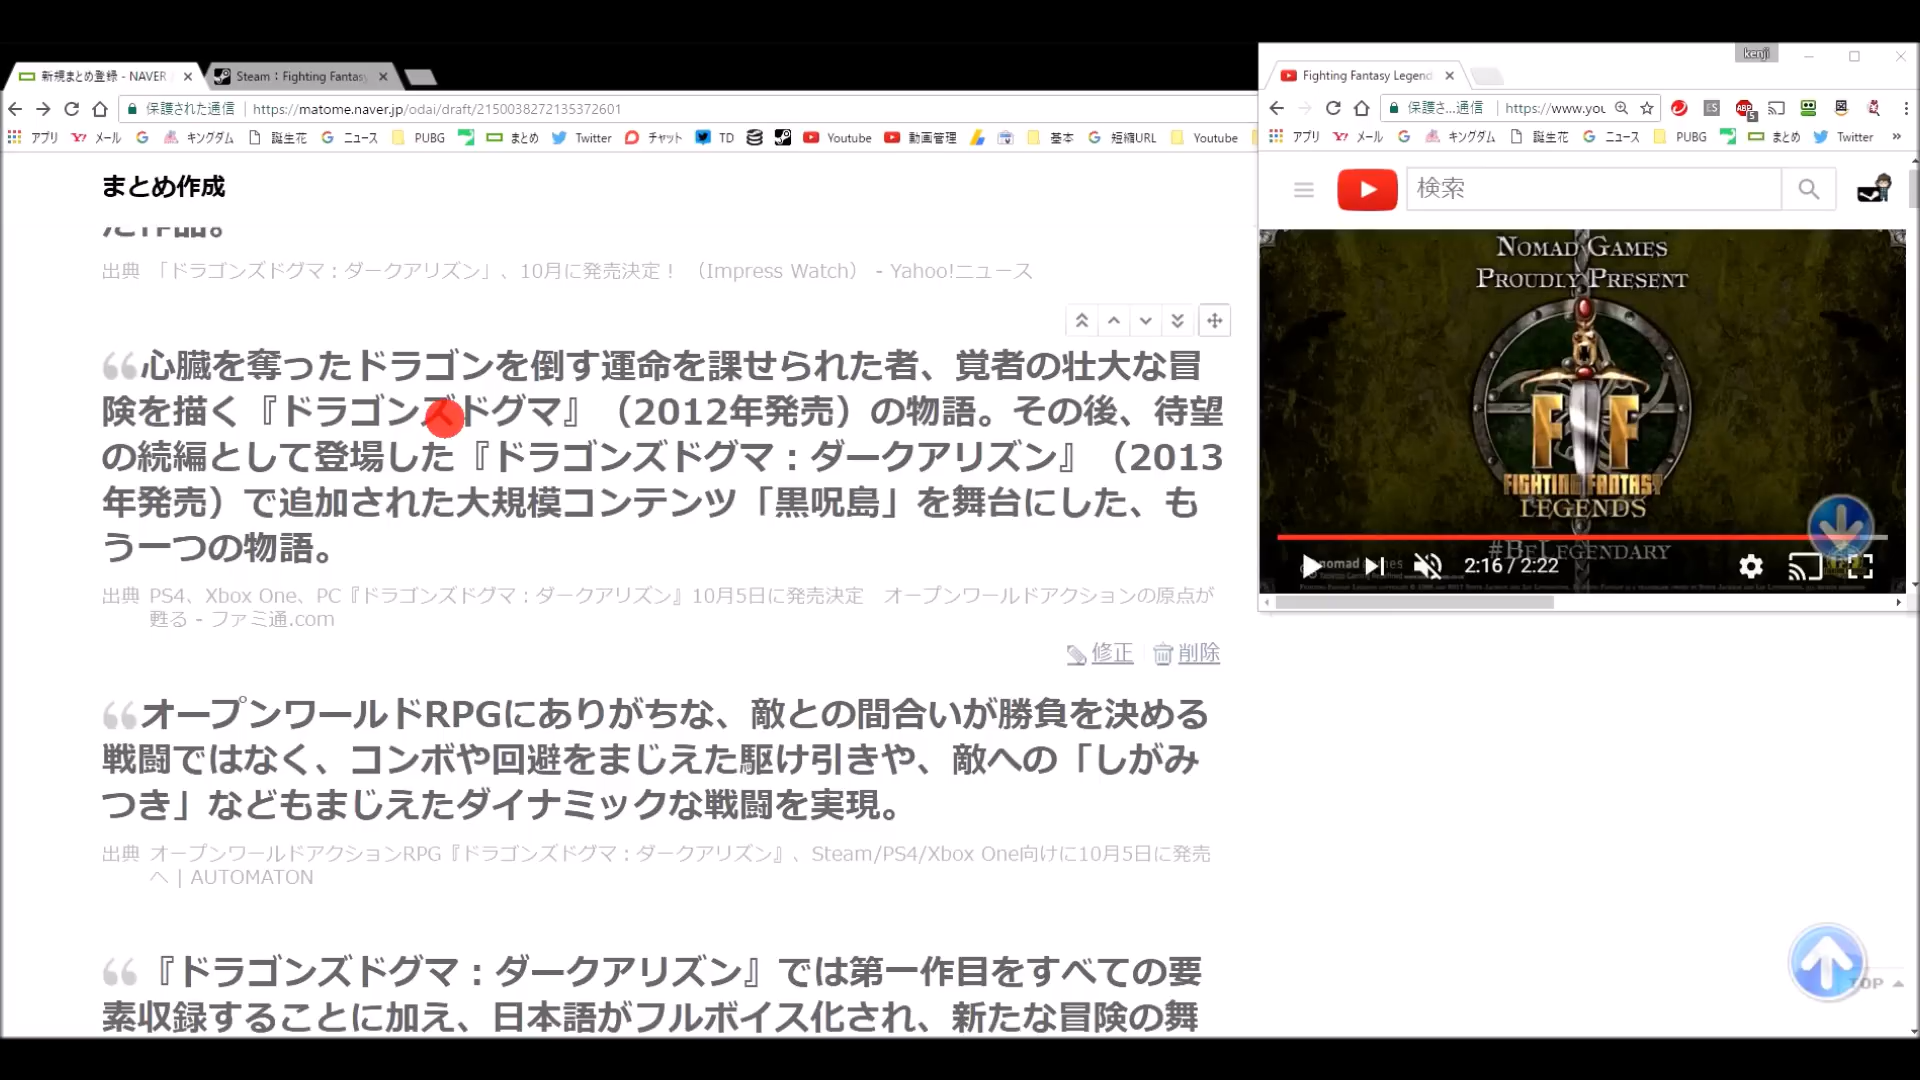 新規まとめ登録 - NAVER
Steam：Fighting Fantasy
保護された通信
https://matome.naver.jp/odai/draft/2150038272135372601
アプリ メール キングダム 誕生花 ニュース PUBG まとめ Twitter チャット TD Youtube 動画管理 基本 短縮URL Youtube
まとめ作成
出典 「ドラゴンズドグマ：ダークアリズン」、10月に発売決定！ （Impress Watch） - Yahoo!ニュース
心臓を奪ったドラゴンを倒す運命を課せられた者、覚者の壮大な冒
険を描く『ドラゴンズドグマ』（2012年発売）の物語。その後、待望
の続編として登場した『ドラゴンズドグマ：ダークアリズン』（2013
年発売）で追加された大規模コンテンツ「黒呪島」を舞台にした、も
う一つの物語。
出典 PS4、Xbox One、PC『ドラゴンズドグマ：ダークアリズン』10月5日に発売決定　オープンワールドアクションの原点が
甦る - ファミ通.com
修正 削除
オープンワールドRPGにありがちな、敵との間合いが勝負を決める
戦闘ではなく、コンボや回避をまじえた駆け引きや、敵への「しがみ
つき」などもまじえたダイナミックな戦闘を実現。
出典 オープンワールドアクションRPG『ドラゴンズドグマ：ダークアリズン』、Steam/PS4/Xbox One向けに10月5日に発売
へ | AUTOMATON
『ドラゴンズドグマ：ダークアリズン』では第一作目をすべての要
素収録することに加え、日本語がフルボイス化され、新たな冒険の舞
TOP
kenji
Fighting Fantasy Legend
保護さ...通信
https://www.you
アプリ メール キングダム 誕生花 ニュース PUBG まとめ Twitter »
検索
NOMAD GAMES
PROUDLY PRESENT
FF
FIGHTING FANTASY
LEGENDS
#BELEGENDARY
2:16 / 2:22